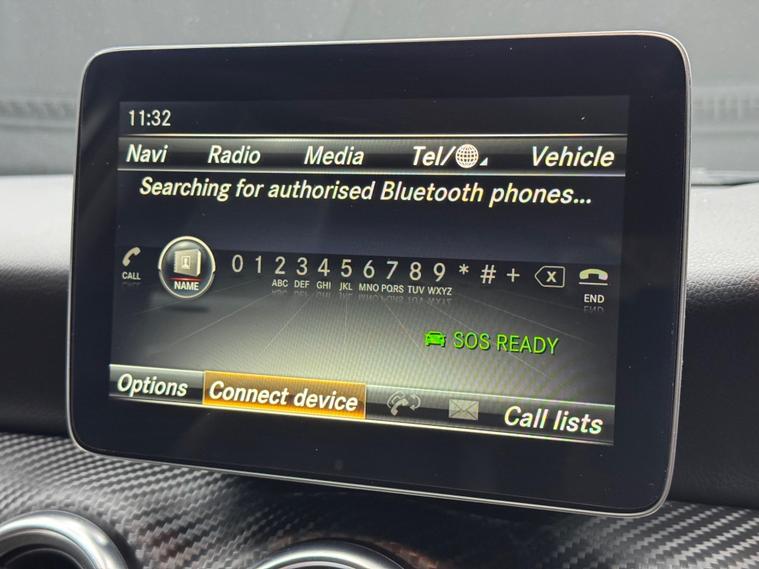 11:32
Navi Radio Media Tel/ Vehicle
Searching for authorised Bluetooth phones...
CALL NAME 0 1 2 3 4 5 6 7 8 9 * # + X END
ABC DEF GHI JKL MNO PQRS TUV WXYZ
SOS READY
Options Connect device Call lists